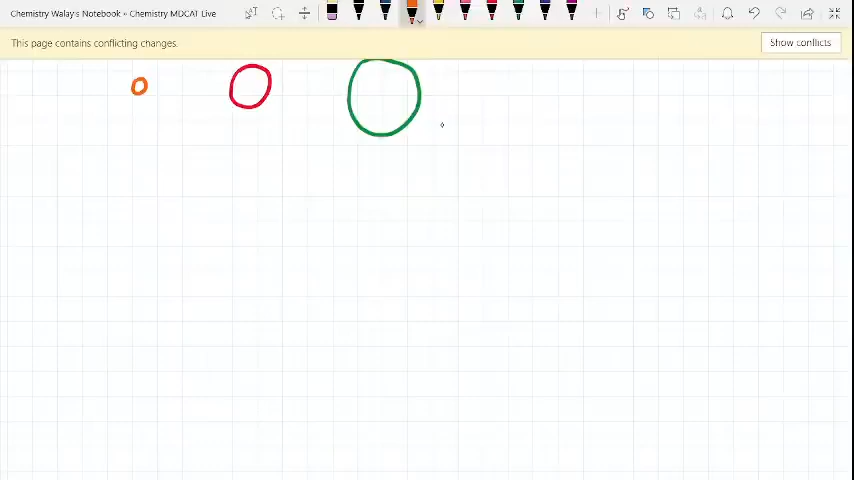 Chemistry Walay's Notebook » Chemistry MDCAT Live
This page contains conflicting changes.
Show conflicts